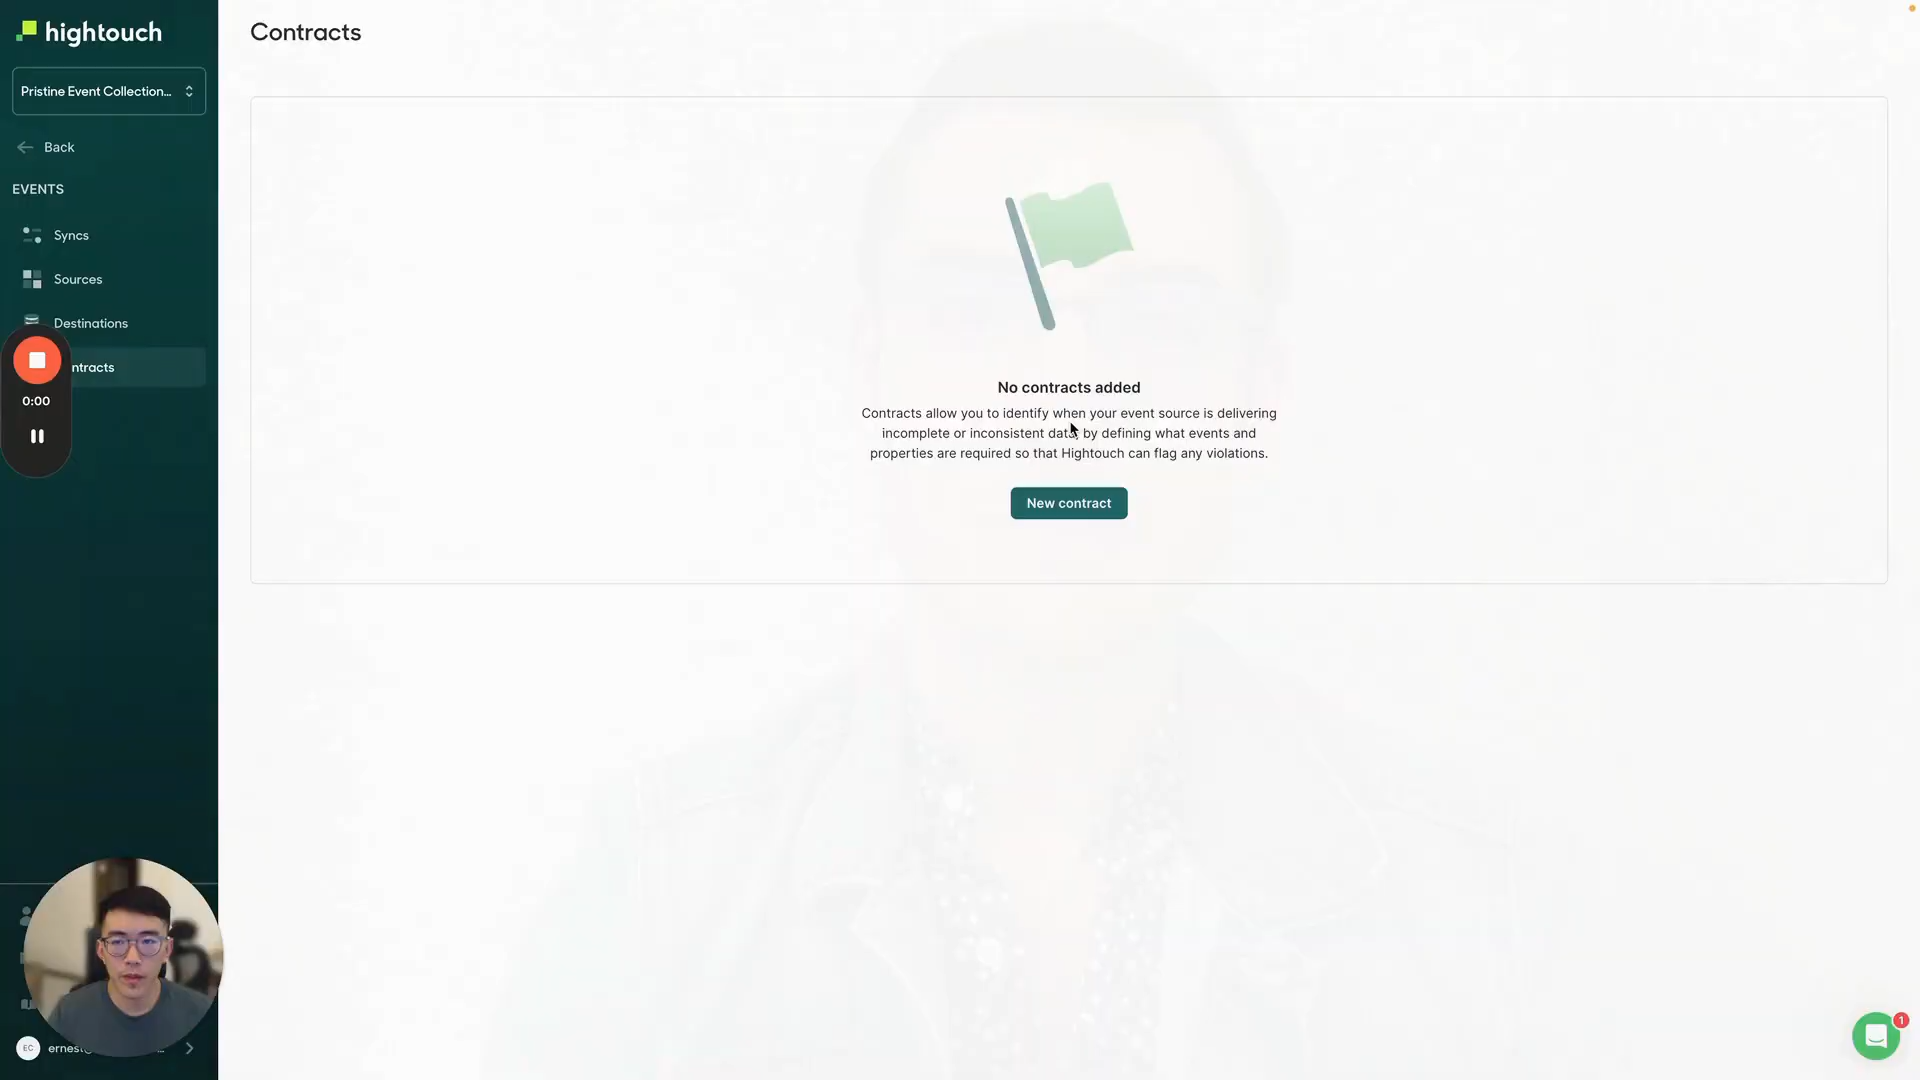 hightouch
Pristine Event Collection...
Back
EVENTS
Syncs
Sources
Destinations
ntracts
0:00
Contracts
No contracts added
Contracts allow you to identify when your event source is delivering
incomplete or inconsistent data, by defining what events and
properties are required so that Hightouch can flag any violations.
New contract
EC
ernest
...
1